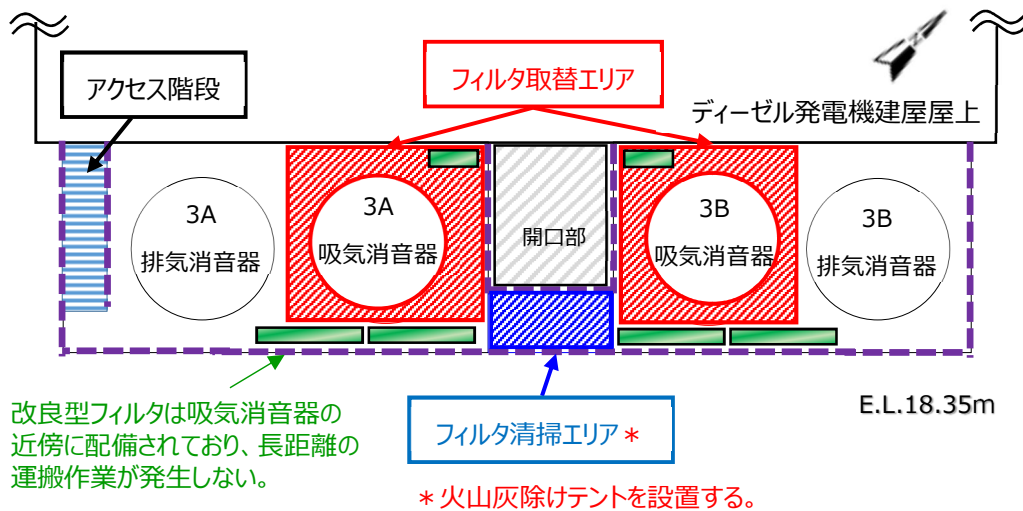 アクセス階段
フィルタ取替エリア
ディーゼル発電機建屋屋上
3A
排気消音器
3A
吸気消音器
開口部
3B
吸気消音器
3B
排気消音器
改良型フィルタは吸気消音器の
近傍に配備されており、長距離の
運搬作業が発生しない。
フィルタ清掃エリア＊
E.L.18.35m
＊火山灰除けテントを設置する。